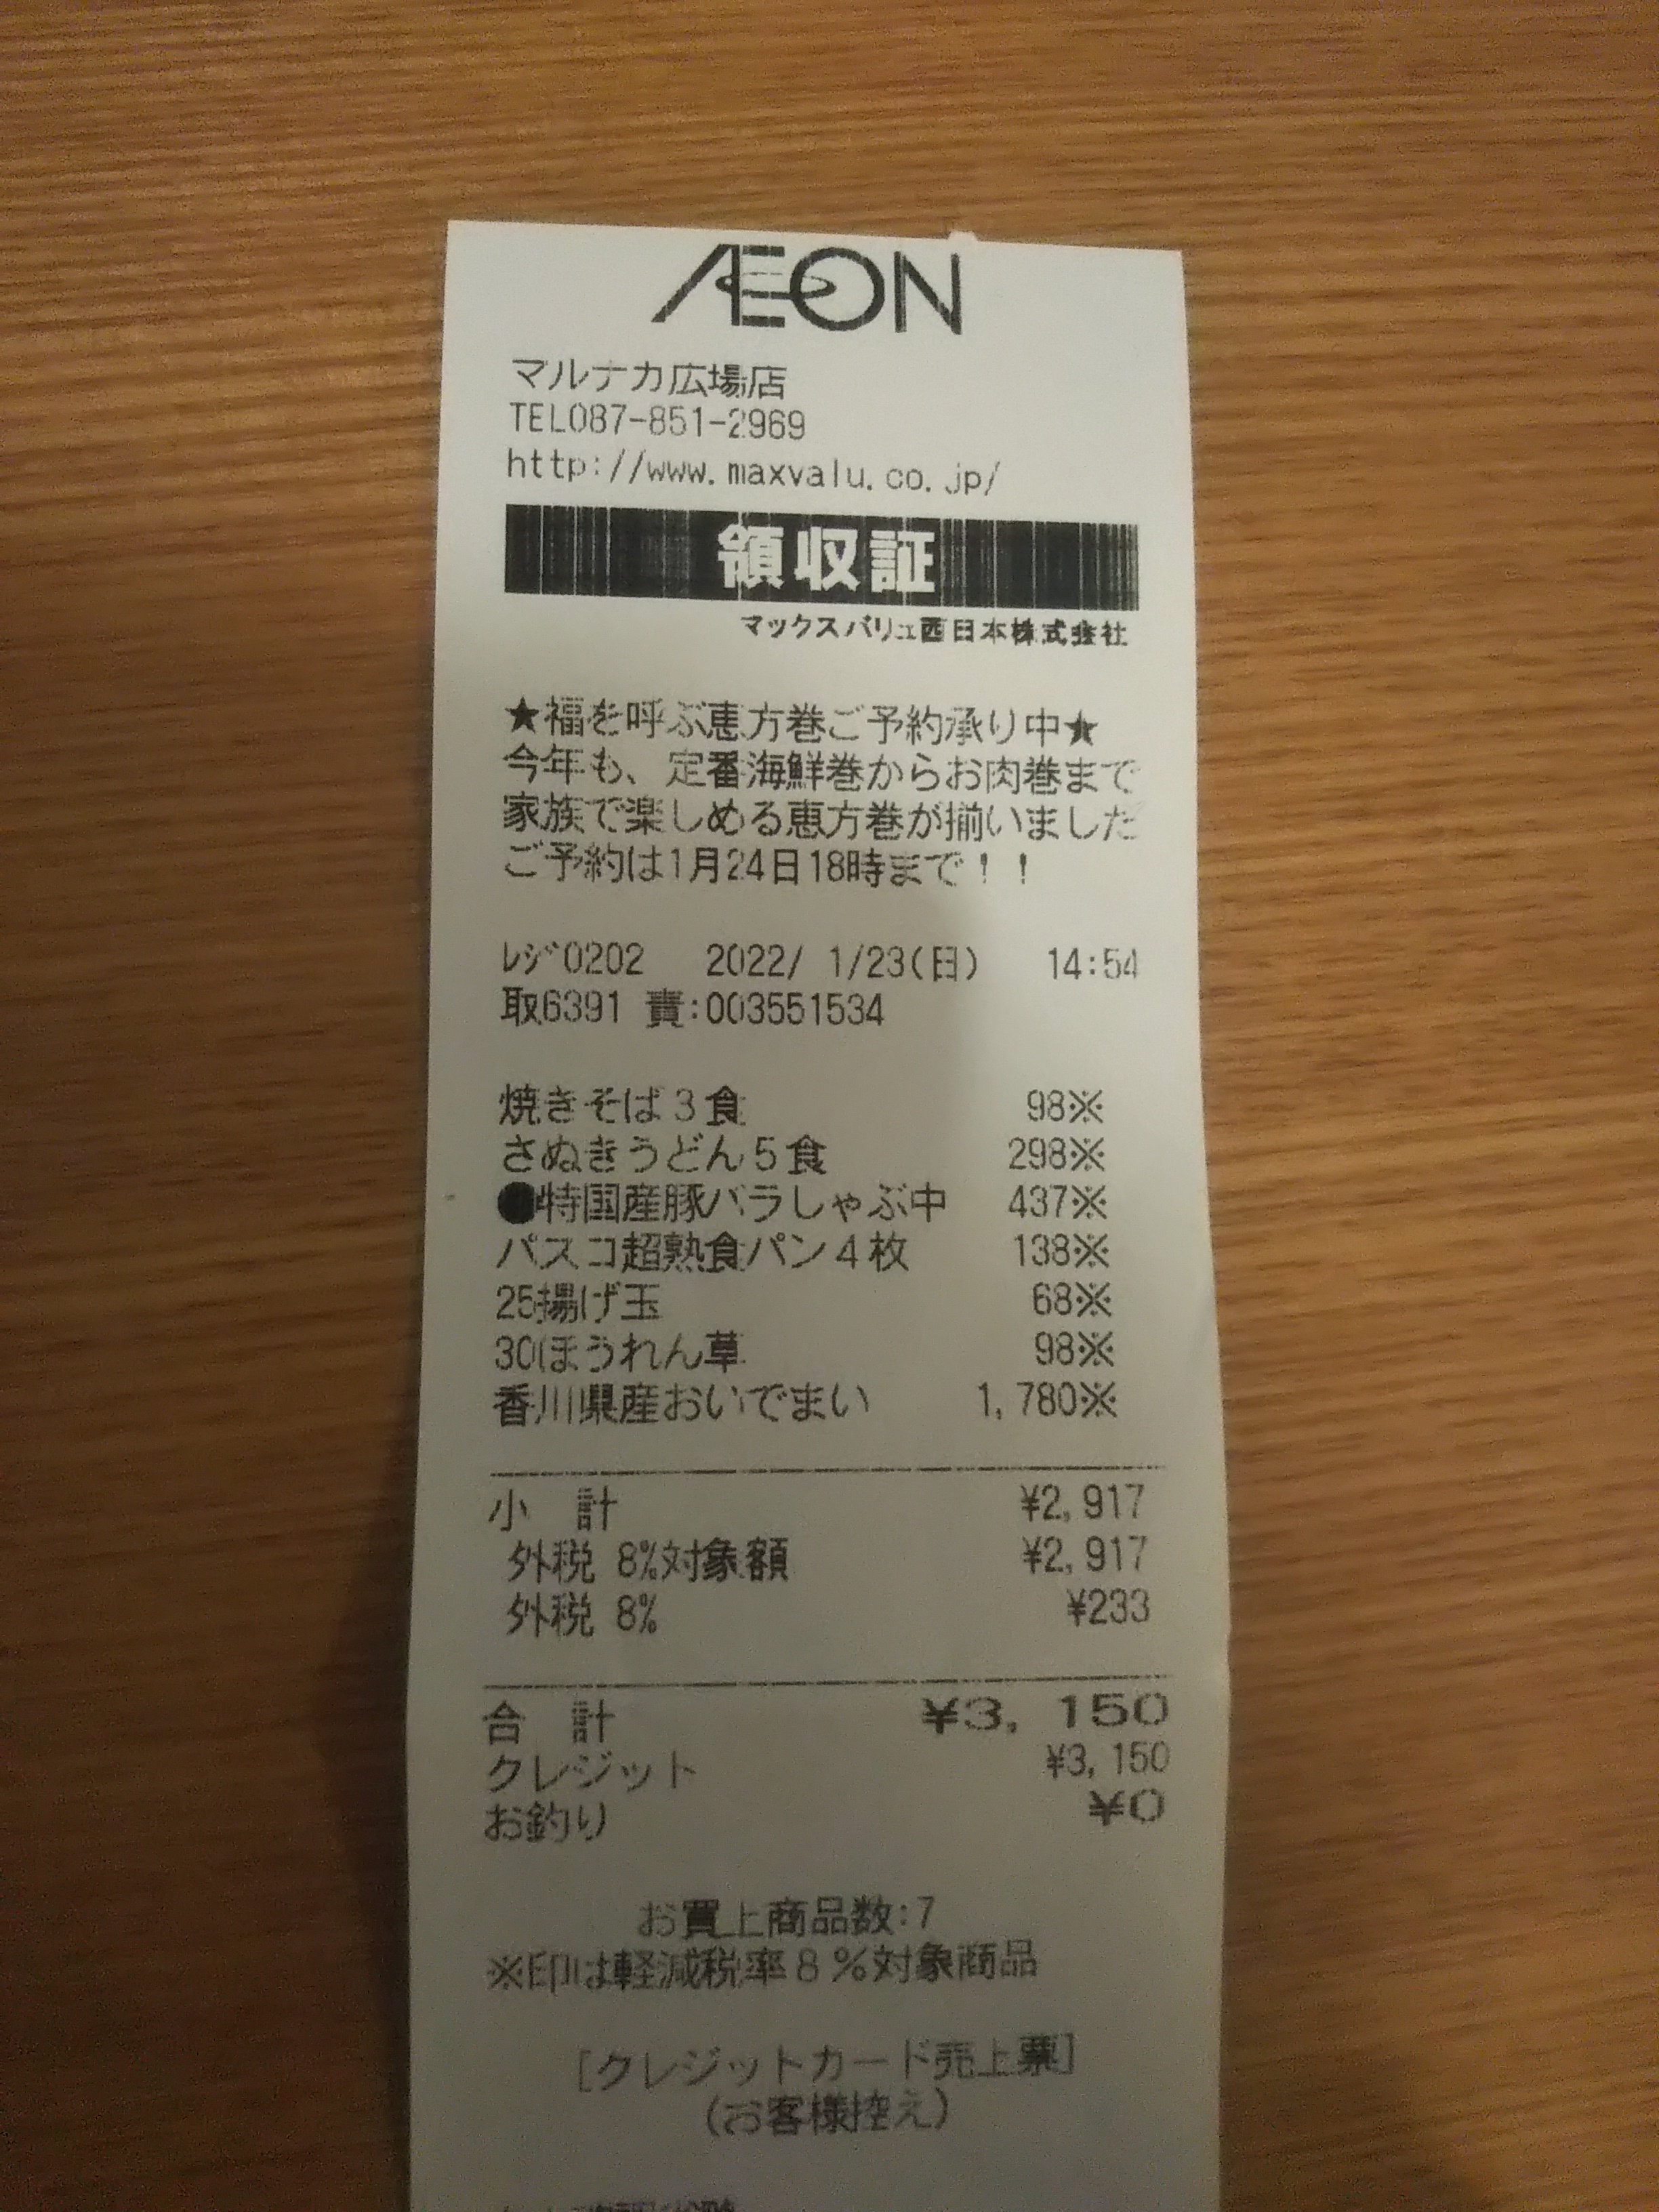 ÆON
マルナカ広場店
TEL087-851-2969
http://www.maxvalu.co.jp/
領収証
マックスバリュ西日本株式会社
★福を呼ぶ恵方巻ご予約承り中★
今年も、定番海鮮巻からお肉巻まで
家族で楽しめる恵方巻が揃いました
ご予約は1月24日18時まで！！
ﾚｼﾞ0202 2022/ 1/23(日) 14:54
取6391 責:003551534
焼きそば３食 98※
さぬきうどん５食 298※
●特国産豚バラしゃぶ中 437※
パスコ超熟食パン４枚 138※
25揚げ玉 68※
30ほうれん草 98※
香川県産おいでまい 1,780※
小 計 ¥2,917
外税 8%対象額 ¥2,917
外税 8% ¥233
合 計 ¥3,150
クレジット ¥3,150
お釣り ¥0
お買上商品数:7
※印は軽減税率８％対象商品
[クレジットカード売上票]
(お客様控え)